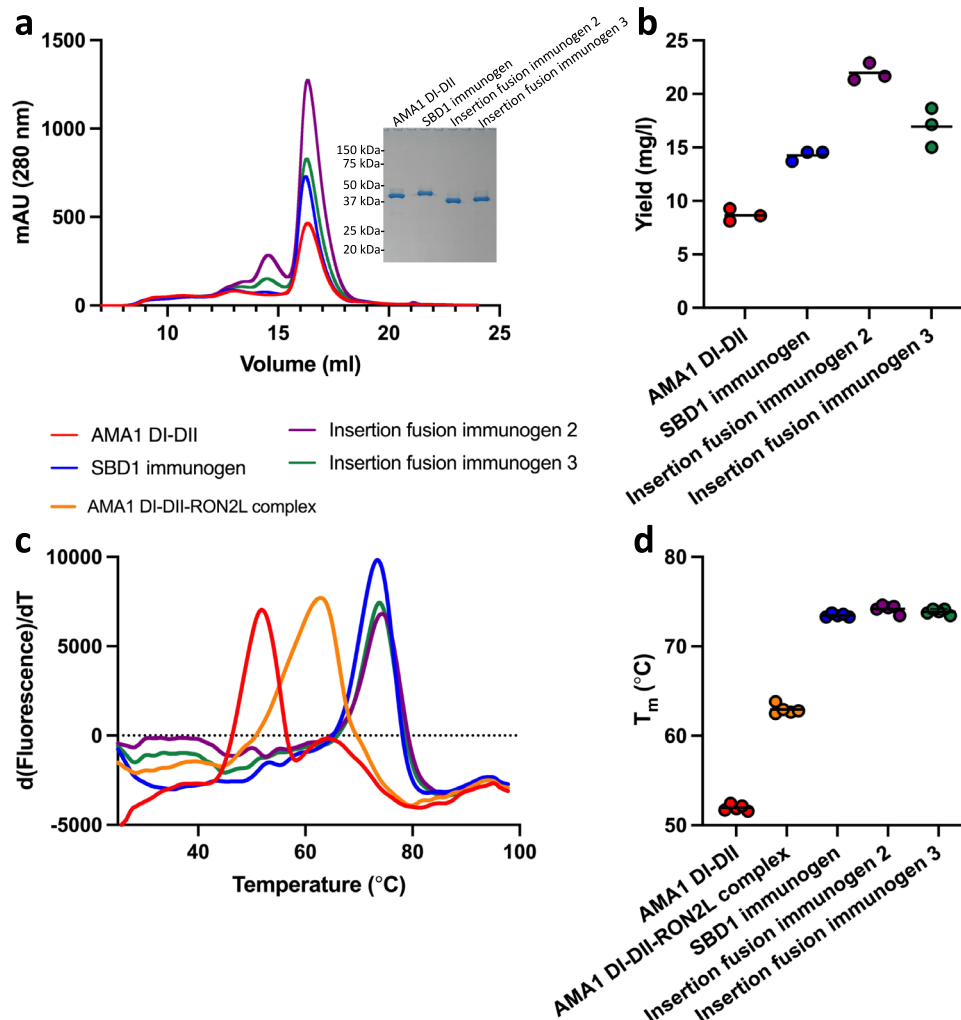 a
mAU (280 nm)
1500
1000
500
0
10
15
20
25
Volume (ml)
AMA1 DI-DII
SBD1 immunogen
Insertion fusion immunogen 2
Insertion fusion immunogen 3
150 kDa
75 kDa
50 kDa
37 kDa
25 kDa
20 kDa
b
Yield (mg/l)
25
20
15
10
5
0
AMA1 DI-DII
SBD1 immunogen
Insertion fusion immunogen 2
Insertion fusion immunogen 3
AMA1 DI-DII
SBD1 immunogen
AMA1 DI-DII-RON2L complex
Insertion fusion immunogen 2
Insertion fusion immunogen 3
c
d(Fluorescence)/dT
10000
5000
0
-5000
40
60
80
100
Temperature (°C)
d
Tm (°C)
80
70
60
50
AMA1 DI-DII
AMA1 DI-DII-RON2L complex
SBD1 immunogen
Insertion fusion immunogen 2
Insertion fusion immunogen 3